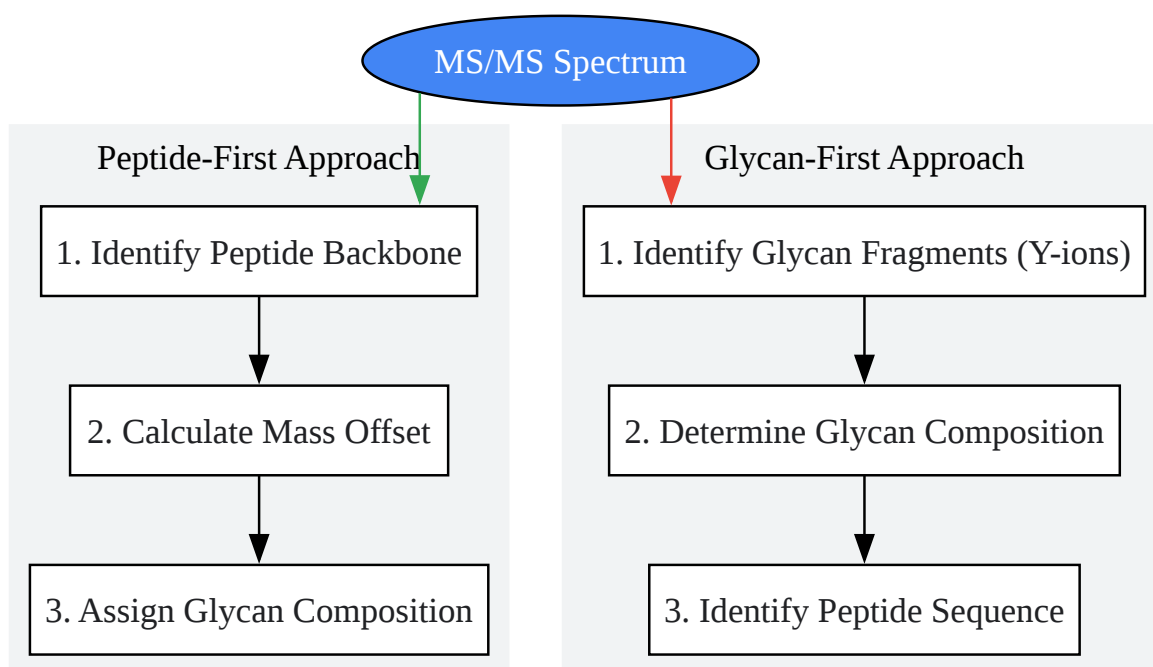 MS/MS Spectrum
Peptide-First Approach
1. Identify Peptide Backbone
2. Calculate Mass Offset
3. Assign Glycan Composition
Glycan-First Approach
1. Identify Glycan Fragments (Y-ions)
2. Determine Glycan Composition
3. Identify Peptide Sequence